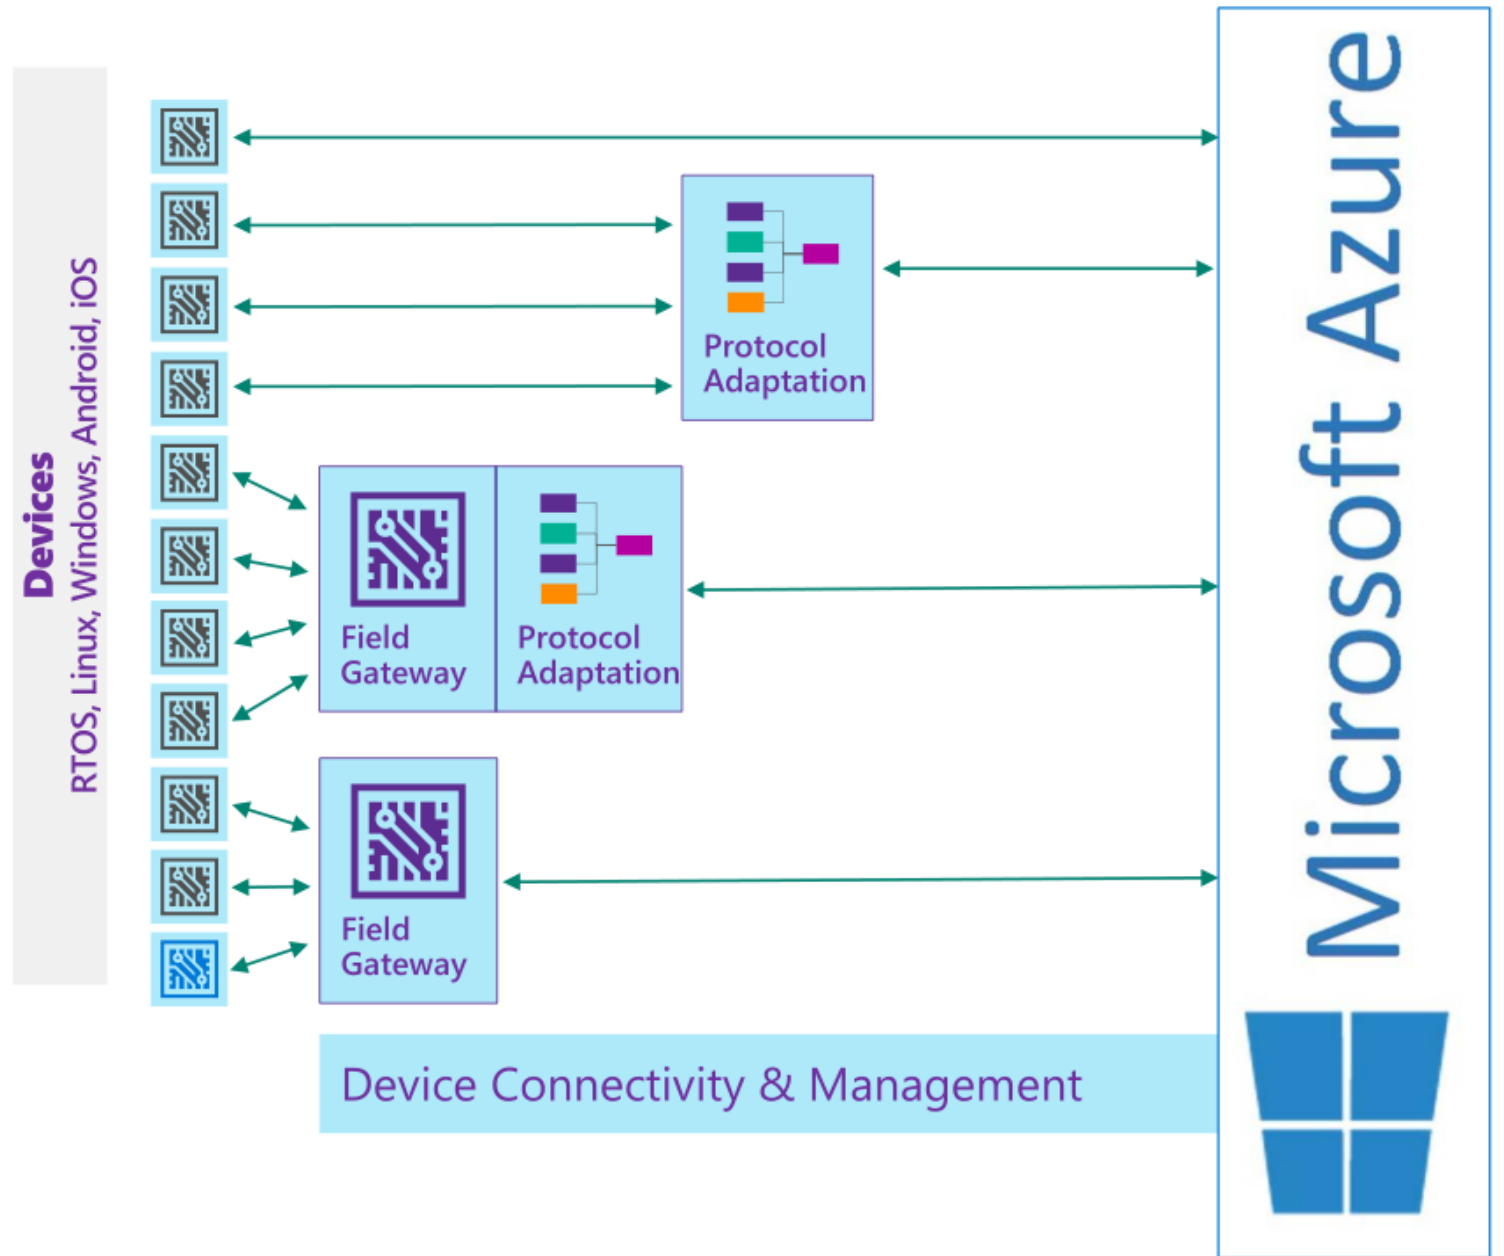 Devices
RTOS, Linux, Windows, Android, iOS
Protocol
Adaptation
Field
Gateway
Protocol
Adaptation
Field
Gateway
Device Connectivity & Management
Microsoft Azure